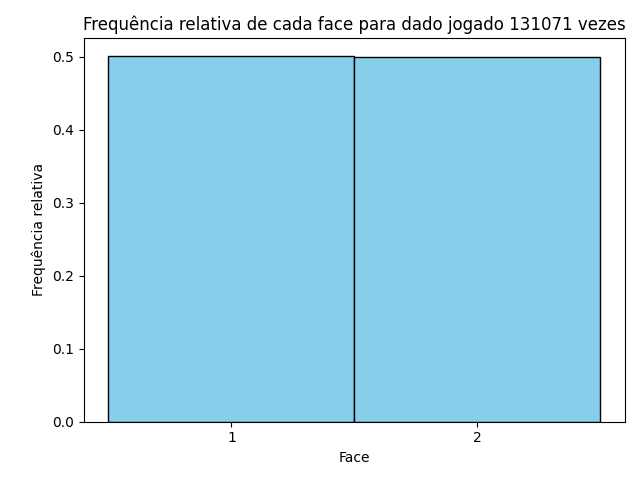 Frequência relativa de cada face para dado jogado 131071 vezes
0.5
0.4
0.3
0.2
0.1
0.0
Frequência relativa
1 2
Face